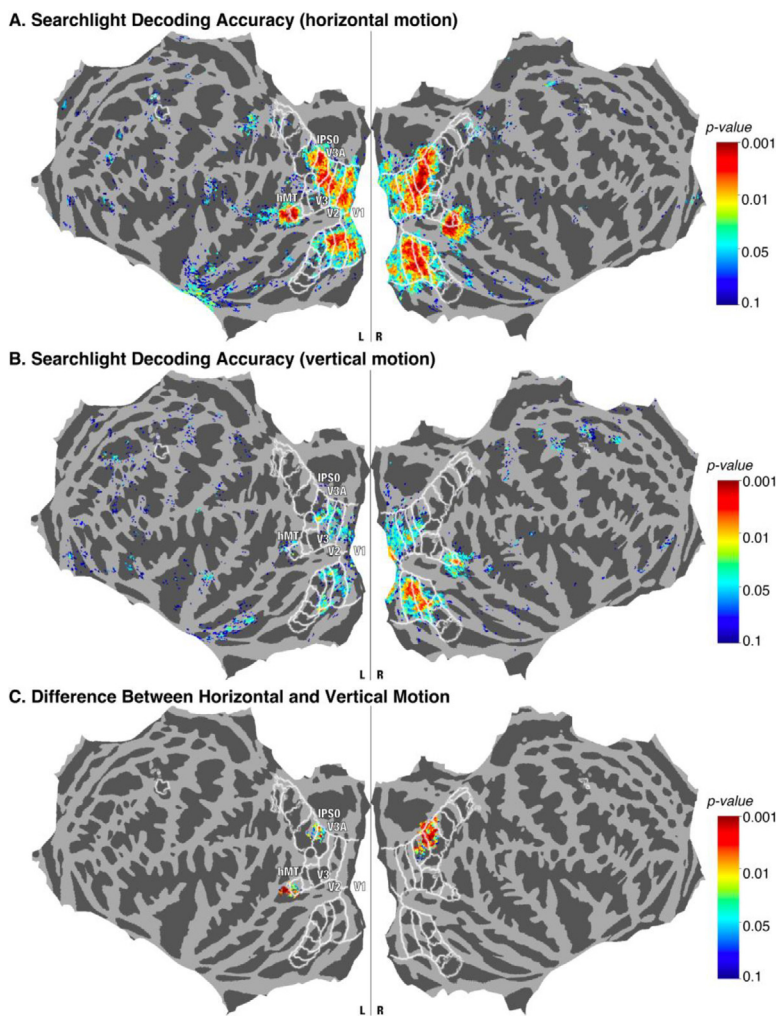 A. Searchlight Decoding Accuracy (horizontal motion)
IPS0
V3A
hMT
V3
V2
V1
p-value
0.001
0.01
0.05
0.1
L R
B. Searchlight Decoding Accuracy (vertical motion)
IPS0
V3A
hMT
V3
V2
V1
p-value
0.001
0.01
0.05
0.1
L R
C. Difference Between Horizontal and Vertical Motion
IPS0
V3A
hMT
V3
V2
V1
p-value
0.001
0.01
0.05
0.1
L R